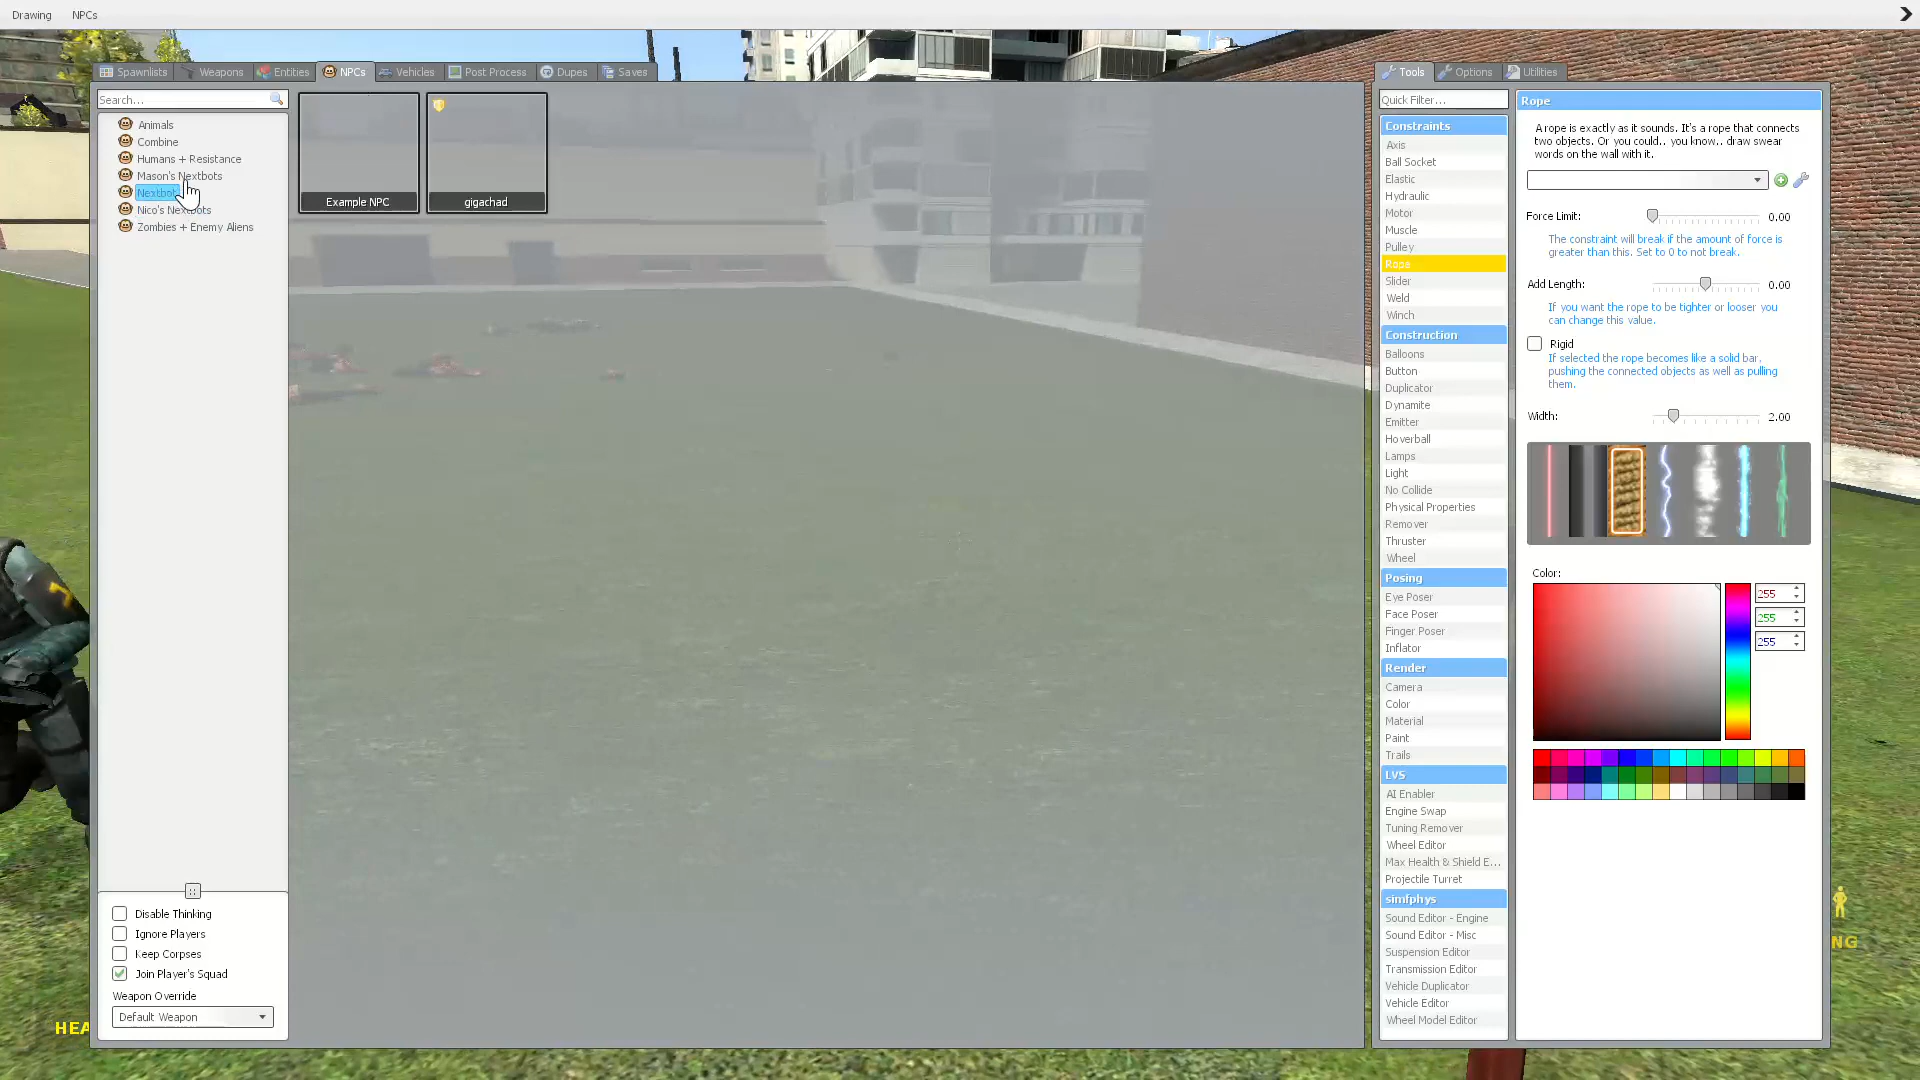 Drawing NPCs
Spawnlists Weapons Entities NPCs Vehicles Post Process Dupes Saves
Search...
Animals
Combine
Humans + Resistance
Mason's Nextbots
Nextbot
Nico's Nextbots
Zombies + Enemy Aliens
Example NPC
gigachad
Disable Thinking
Ignore Players
Keep Corpses
Join Player's Squad
Weapon Override
Default Weapon
Tools Options Utilities
Quick Filter...
Constraints
Axis
Ball Socket
Elastic
Hydraulic
Motor
Muscle
Pulley
Rope
Slider
Weld
Winch
Construction
Balloons
Button
Duplicator
Dynamite
Emitter
Hoverball
Lamps
Light
No Collide
Physical Properties
Remover
Thruster
Wheel
Posing
Eye Poser
Face Poser
Finger Poser
Inflator
Render
Camera
Color
Material
Paint
Trails
LVS
AI Enabler
Engine Swap
Tuning Remover
Wheel Editor
Max Health & Shield E...
Projectile Turret
simfphys
Sound Editor - Engine
Sound Editor - Misc
Suspension Editor
Transmission Editor
Vehicle Duplicator
Vehicle Editor
Wheel Model Editor
Rope
A rope is exactly as it sounds. It's a rope that connects
two objects. Or you could.. you know.. draw swear
words on the wall with it.
Force Limit: 0.00
The constraint will break if the amount of force is
greater than this. Set to 0 to not break.
Add Length: 0.00
If you want the rope to be tighter or looser you
can change this value.
Rigid
If selected the rope becomes like a solid bar,
pushing the connected objects as well as pulling
them.
Width: 2.00
Color:
255
255
255
HEA
NG